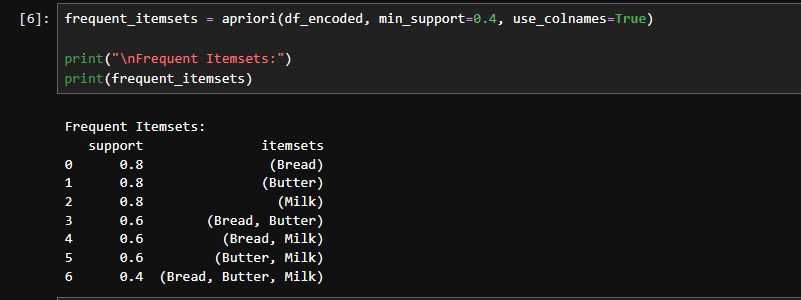 [6]: frequent_itemsets = apriori(df_encoded, min_support=0.4, use_colnames=True)
print("\nFrequent Itemsets:")
print(frequent_itemsets)
Frequent Itemsets:
   support               itemsets
0      0.8                (Bread)
1      0.8               (Butter)
2      0.8                 (Milk)
3      0.6        (Bread, Butter)
4      0.6          (Bread, Milk)
5      0.6         (Butter, Milk)
6      0.4  (Bread, Butter, Milk)